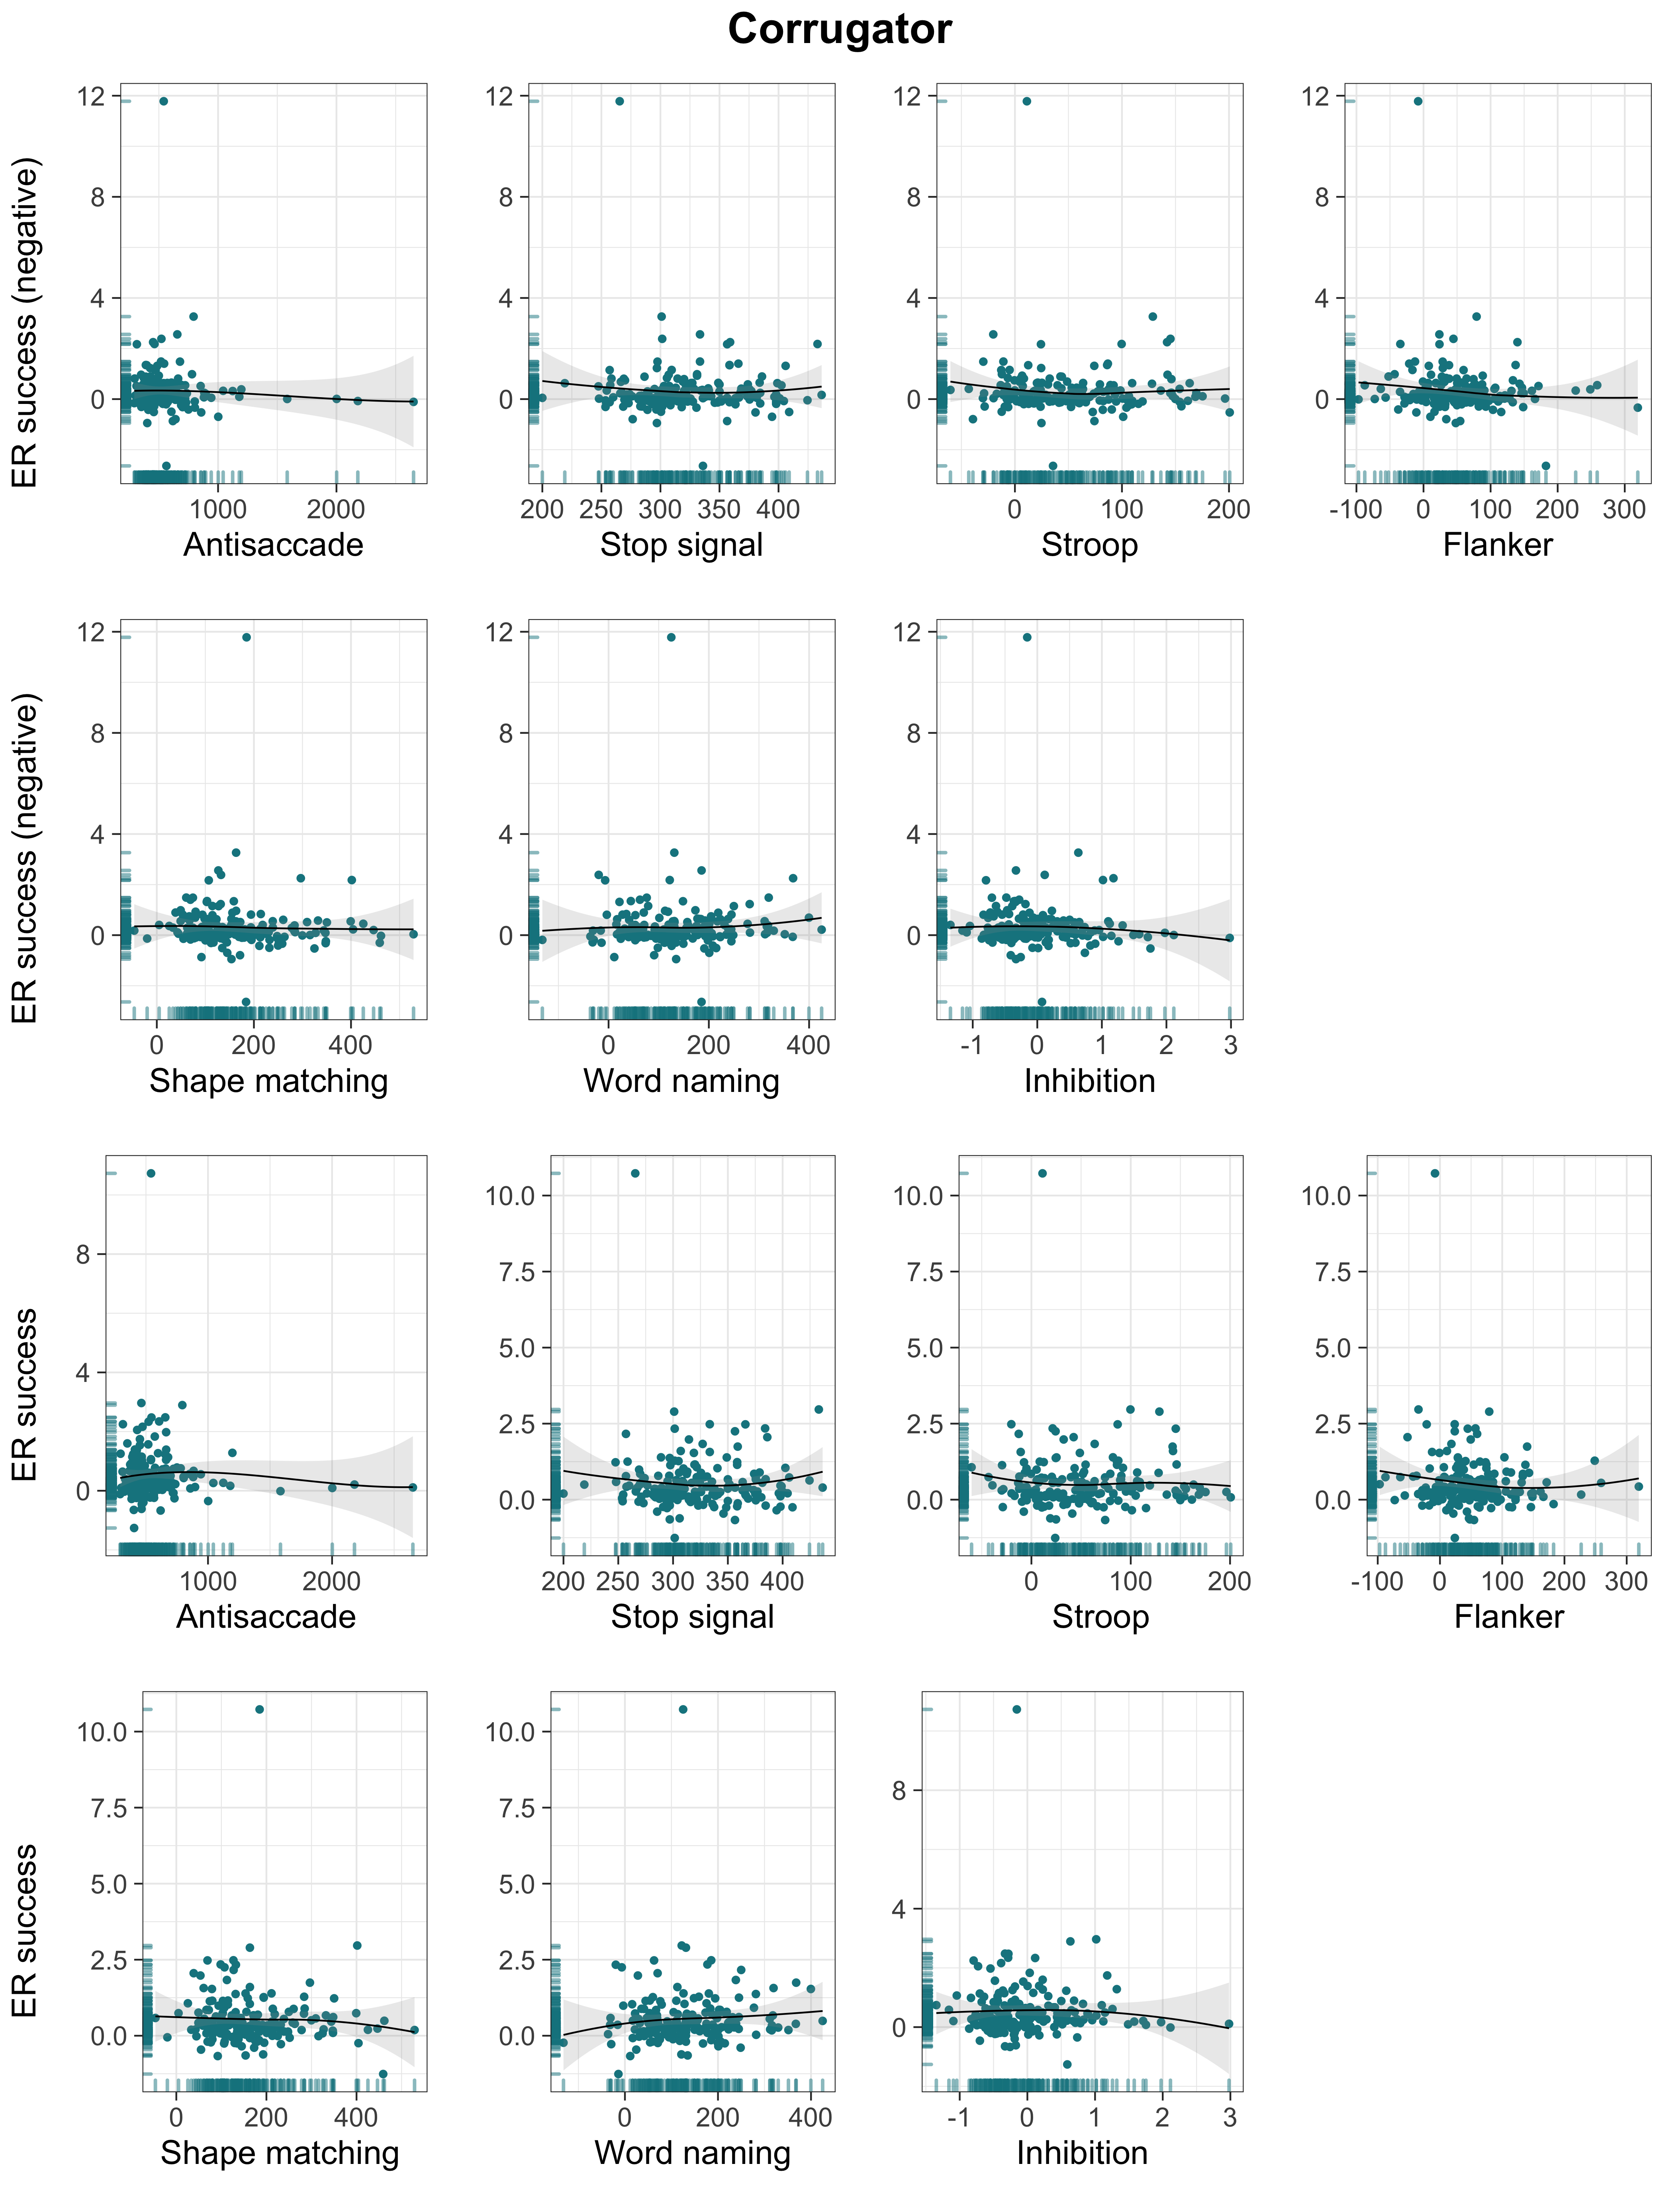 Corrugator
ER success (negative)
12
8
4
0
1000 2000
Antisaccade
12
8
4
0
200 250 300 350 400
Stop signal
12
8
4
0
0 100 200
Stroop
12
8
4
0
-100 0 100 200 300
Flanker
ER success (negative)
12
8
4
0
0 200 400
Shape matching
12
8
4
0
0 200 400
Word naming
12
8
4
0
-1 0 1 2 3
Inhibition
ER success
8
4
0
1000 2000
Antisaccade
10.0
7.5
5.0
2.5
0.0
200 250 300 350 400
Stop signal
10.0
7.5
5.0
2.5
0.0
0 100 200
Stroop
10.0
7.5
5.0
2.5
0.0
-100 0 100 200 300
Flanker
ER success
10.0
7.5
5.0
2.5
0.0
0 200 400
Shape matching
10.0
7.5
5.0
2.5
0.0
0 200 400
Word naming
8
4
0
-1 0 1 2 3
Inhibition